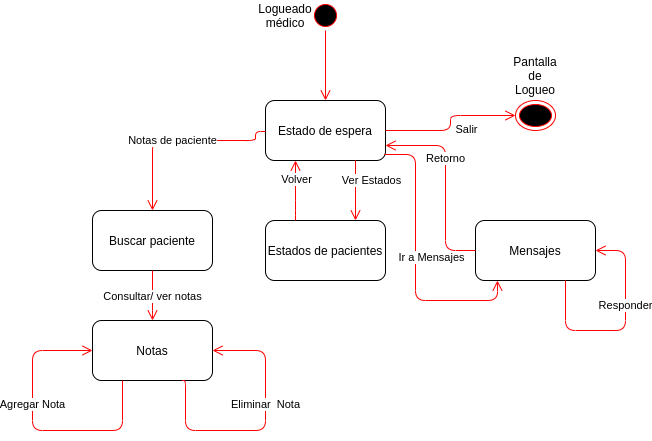 Logueado
médico
Pantalla
de
Logueo
Estado de espera
Salir
Notas de paciente
Retorno
Volver
Ver Estados
Buscar paciente
Estados de pacientes
Ir a Mensajes
Mensajes
Consultar/ ver notas
Responder
Notas
Agregar Nota
Eliminar Nota